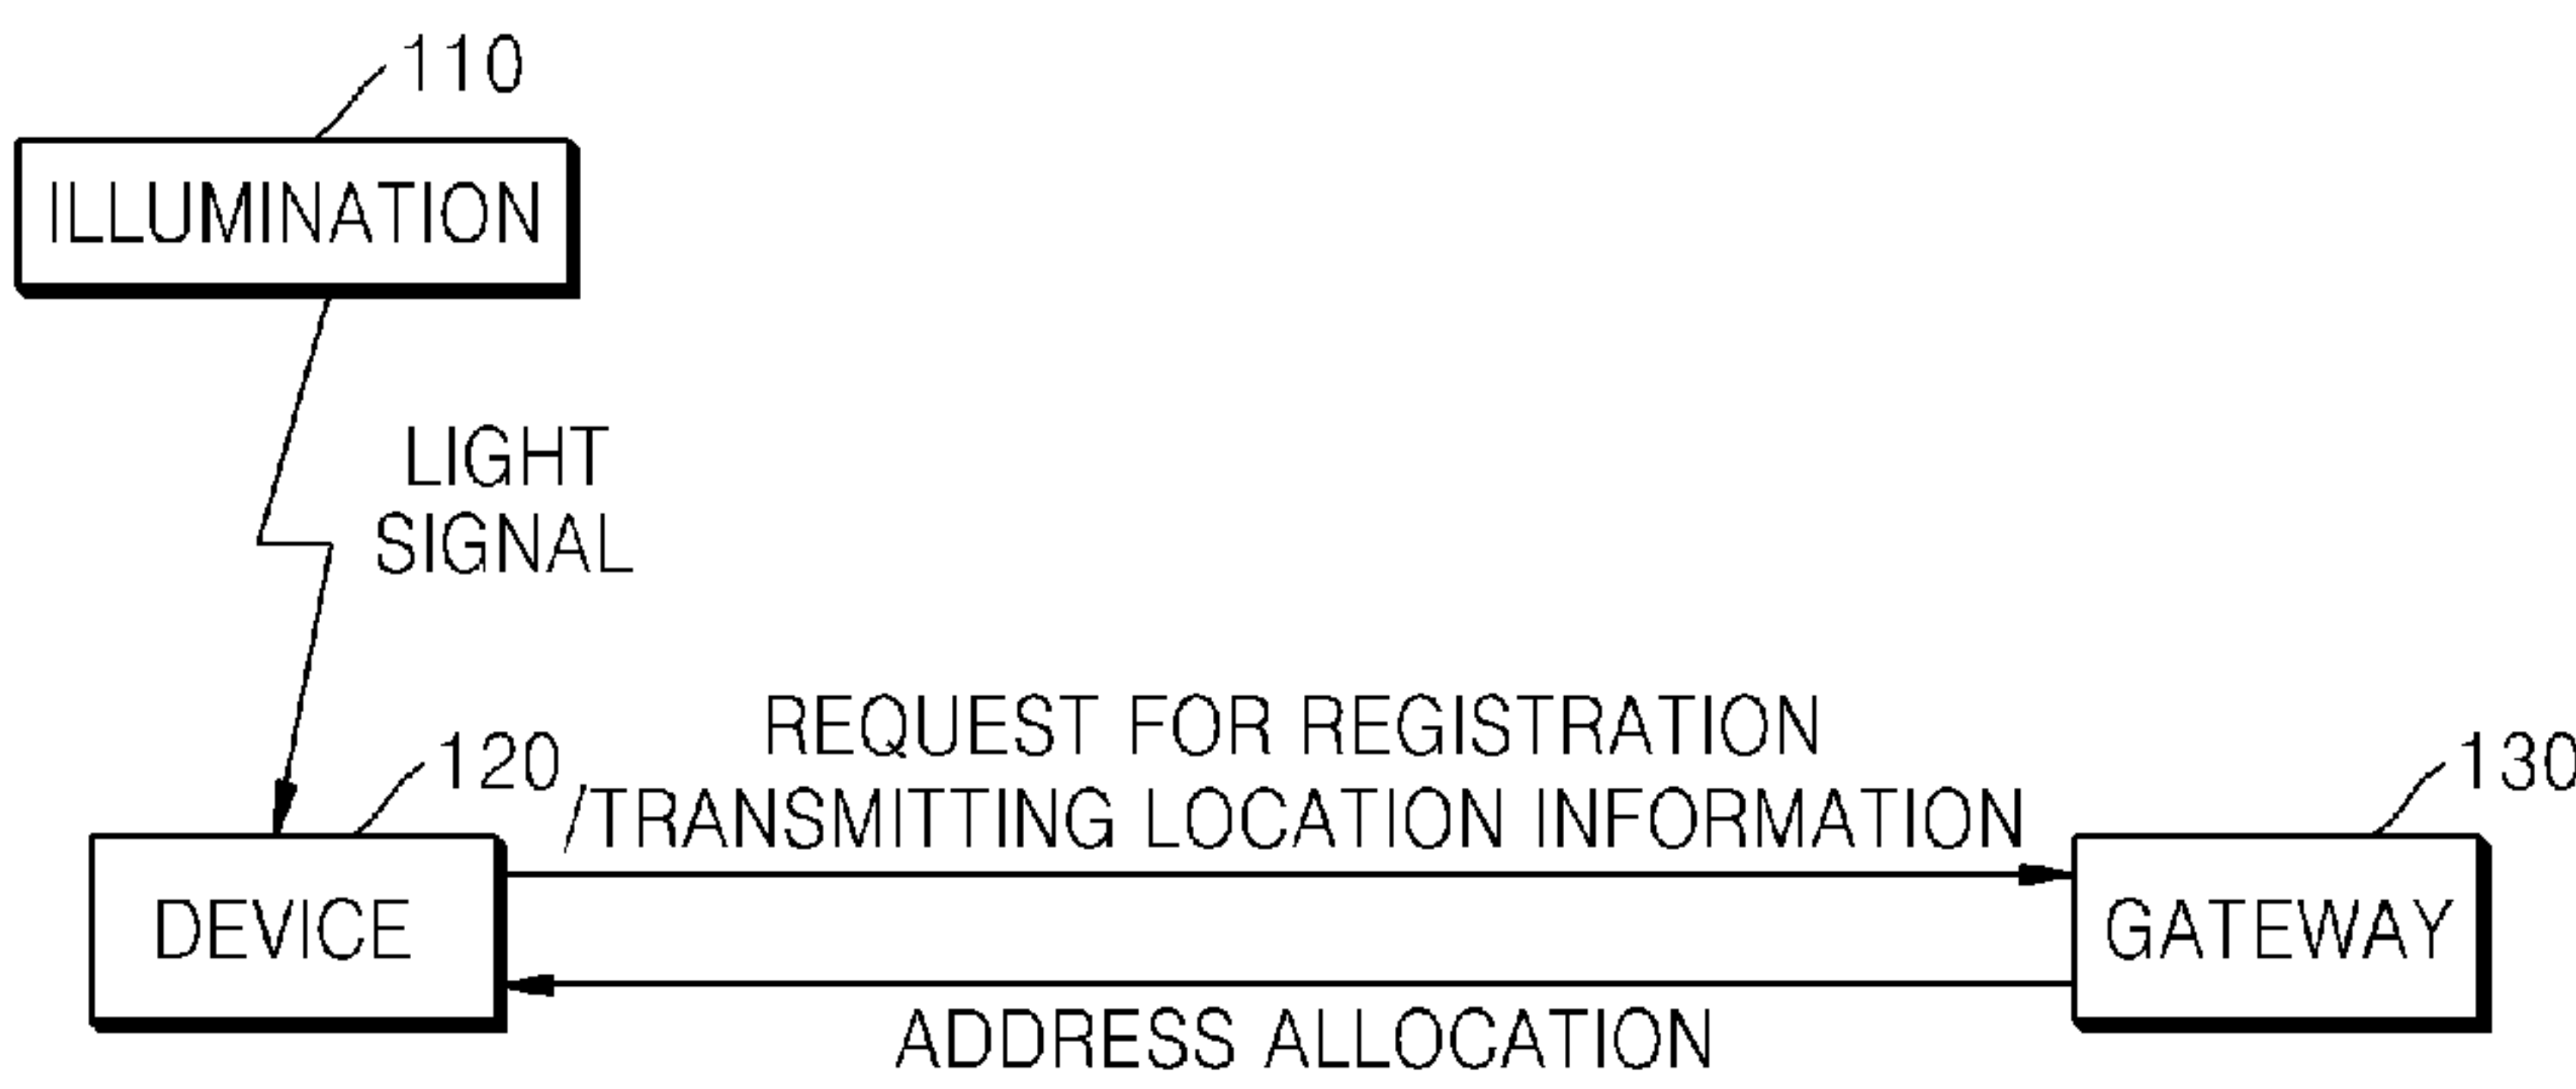 110
ILLUMINATION
LIGHT
SIGNAL
REQUEST FOR REGISTRATION
/TRANSMITTING LOCATION INFORMATION
120
130
DEVICE
GATEWAY
ADDRESS ALLOCATION